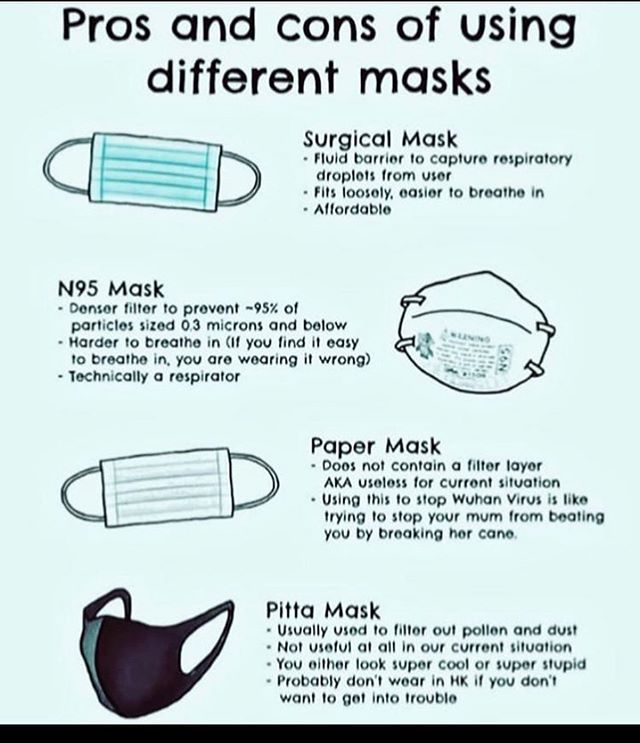 Pros and cons of using
different masks
Surgical Mask
- Fluid barrier to capture respiratory
droplets from user
- Fits loosely, easier to breathe in
- Affordable
N95 Mask
- Denser filter to prevent ~95% of
particles sized 0.3 microns and below
- Harder to breathe in (If you find it easy
to breathe in, you are wearing it wrong)
- Technically a respirator
WARNING
N95
Paper Mask
- Does not contain a filter layer
AKA useless for current situation
- Using this to stop Wuhan Virus is like
trying to stop your mum from beating
you by breaking her cane.
Pitta Mask
- Usually used to filter out pollen and dust
- Not useful at all in our current situation
- You either look super cool or super stupid
- Probably don't wear in HK if you don't
want to get into trouble